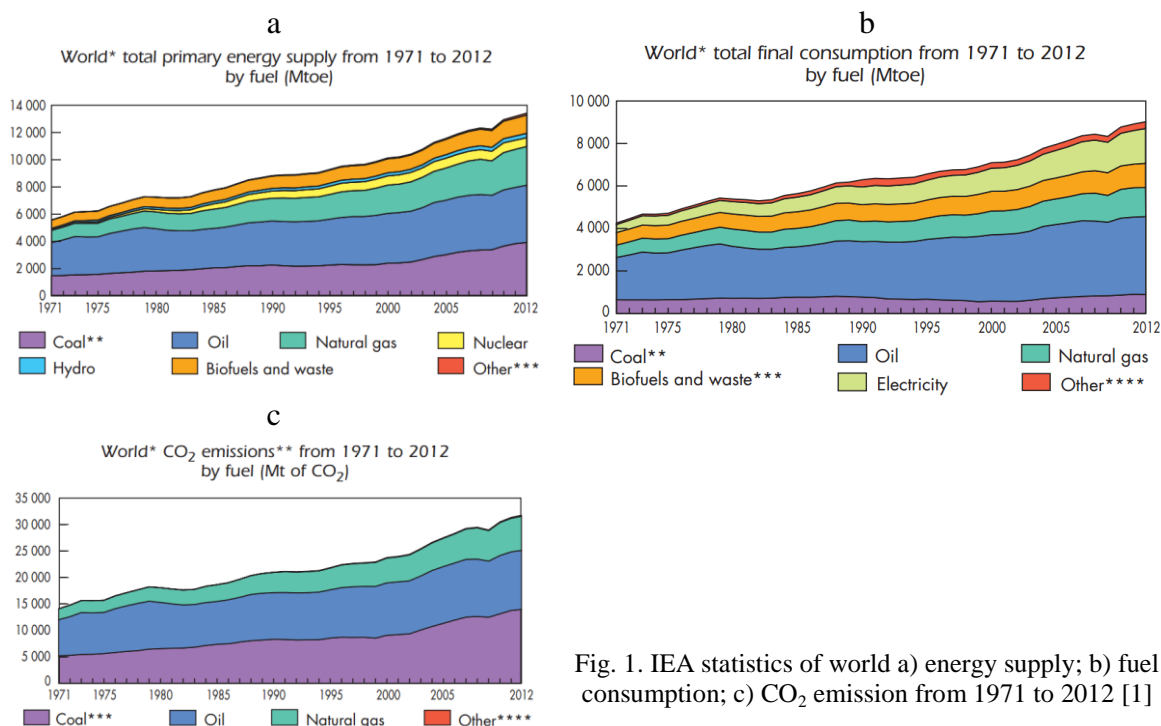 a
World* total primary energy supply from 1971 to 2012
by fuel (Mtoe)
14 000
12 000
10 000
8 000
6 000
4 000
2 000
0
1971 1975 1980 1985 1990 1995 2000 2005 2012
Coal** Oil Natural gas Nuclear
Hydro Biofuels and waste Other***
b
World* total final consumption from 1971 to 2012
by fuel (Mtoe)
10 000
8 000
6 000
4 000
2 000
0
1971 1975 1980 1985 1990 1995 2000 2005 2012
Coal** Oil Natural gas
Biofuels and waste*** Electricity Other****
c
World* CO₂ emissions** from 1971 to 2012
by fuel (Mt of CO₂)
35 000
30 000
25 000
20 000
15 000
10 000
5 000
0
1971 1975 1980 1985 1990 1995 2000 2005 2012
Coal*** Oil Natural gas Other****
Fig. 1. IEA statistics of world a) energy supply; b) fuel
consumption; c) CO₂ emission from 1971 to 2012 [1]